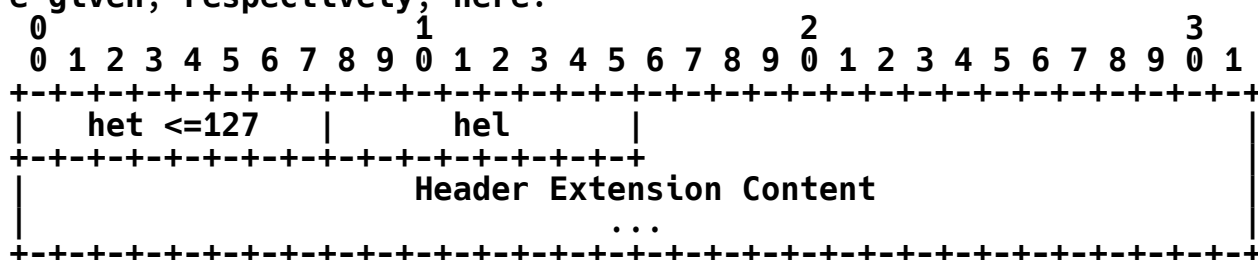 e given, respectively, here:
 0                   1                   2                   3
 0 1 2 3 4 5 6 7 8 9 0 1 2 3 4 5 6 7 8 9 0 1 2 3 4 5 6 7 8 9 0 1
+-+-+-+-+-+-+-+-+-+-+-+-+-+-+-+-+-+-+-+-+-+-+-+-+-+-+-+-+-+-+-+-+
|   het <=127   |      hel      |                               |
+-+-+-+-+-+-+-+-+-+-+-+-+-+-+-+-+
|                    Header Extension Content                   |
|                              ...                              |
+-+-+-+-+-+-+-+-+-+-+-+-+-+-+-+-+-+-+-+-+-+-+-+-+-+-+-+-+-+-+-+-+